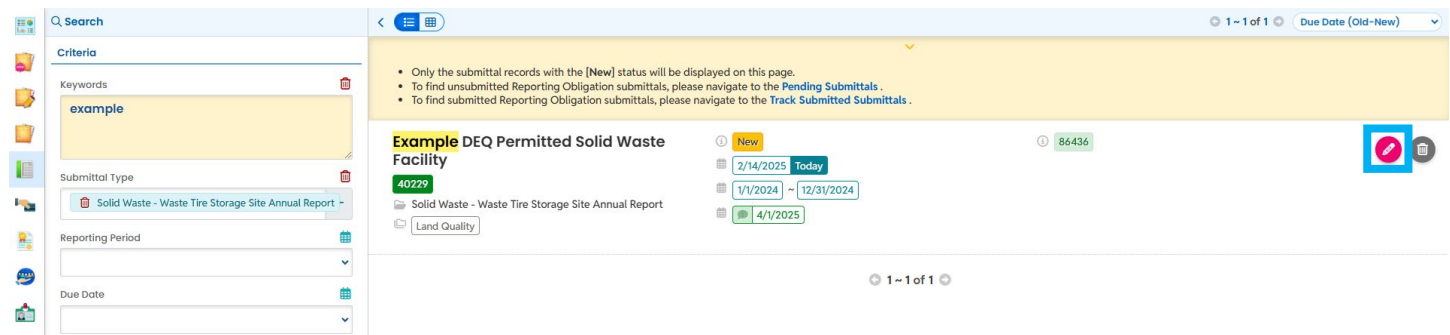 Search
1 ~ 1 of 1
Due Date (Old-New)
Criteria
Keywords
example
Submittal Type
Solid Waste - Waste Tire Storage Site Annual Report
Reporting Period
Due Date
• Only the submittal records with the [New] status will be displayed on this page.
• To find unsubmitted Reporting Obligation submittals, please navigate to the Pending Submittals .
• To find submitted Reporting Obligation submittals, please navigate to the Track Submitted Submittals .
Example DEQ Permitted Solid Waste
Facility
40229
Solid Waste - Waste Tire Storage Site Annual Report
Land Quality
New
2/14/2025 Today
1/1/2024 ~ 12/31/2024
4/1/2025
86436
1 ~ 1 of 1